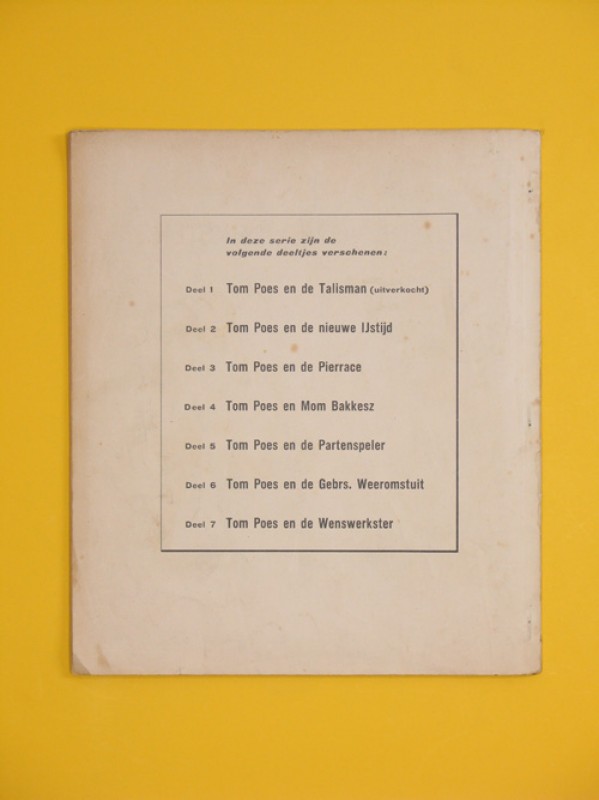 In deze serie zijn de
volgende deeltjes verschenen:
Deel 1 Tom Poes en de Talisman (uitverkocht)
Deel 2 Tom Poes en de nieuwe IJstijd
Deel 3 Tom Poes en de Pierrace
Deel 4 Tom Poes en Mom Bakkesz
Deel 5 Tom Poes en de Partenspeler
Deel 6 Tom Poes en de Gebrs. Weeromstuit
Deel 7 Tom Poes en de Wenswerkster